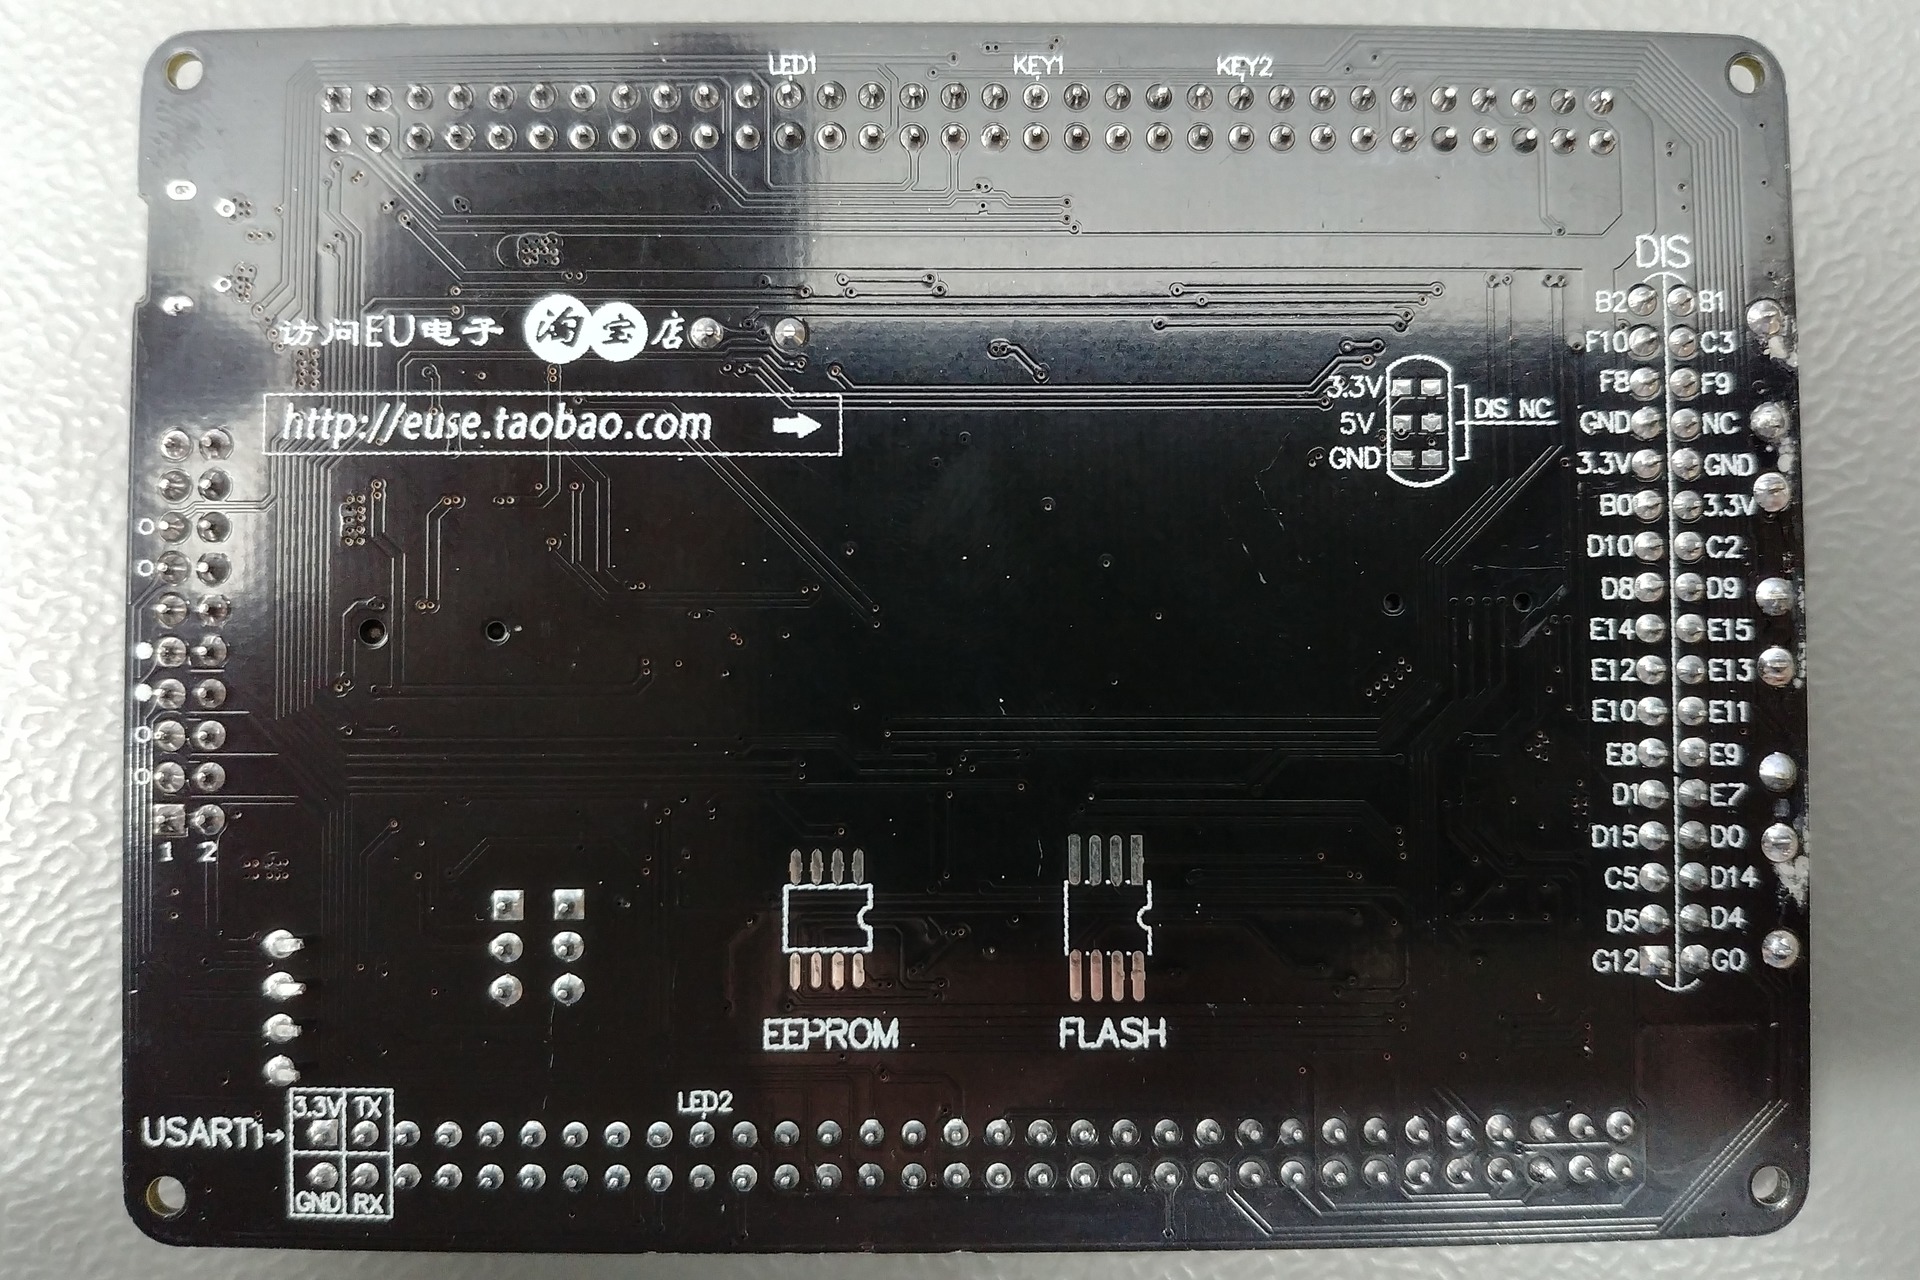 LED1 KEY1 KEY2
DIS
B2 B1
F10 C3
F8 F9
GND NC
3.3V GND
B0 3.3V
D10 C2
D8 D9
E14 E15
E12 E13
E10 E11
E8 E9
D1 E7
D15 D0
C5 D14
D5 D4
G12 G0
访问EU电子 淘宝店
http://euse.taobao.com
3.3V
5V
GND
DIS NC
1 2
EEPROM
FLASH
LED2
USART1
3.3V TX
GND RX